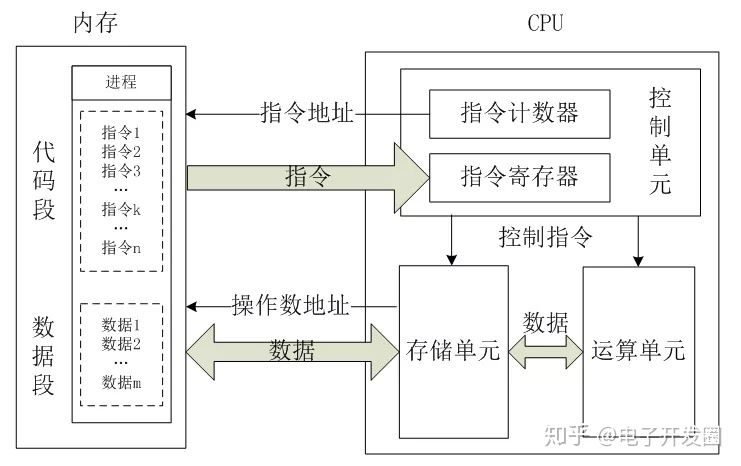 内存
CPU
进程
代码段
指令1
指令2
指令3
...
指令k
...
指令n
数据段
数据1
数据2
...
数据m
指令地址
指令
操作数地址
数据
指令计数器
指令寄存器
控制单元
控制指令
存储单元
数据
运算单元
知乎 @电子开发圈